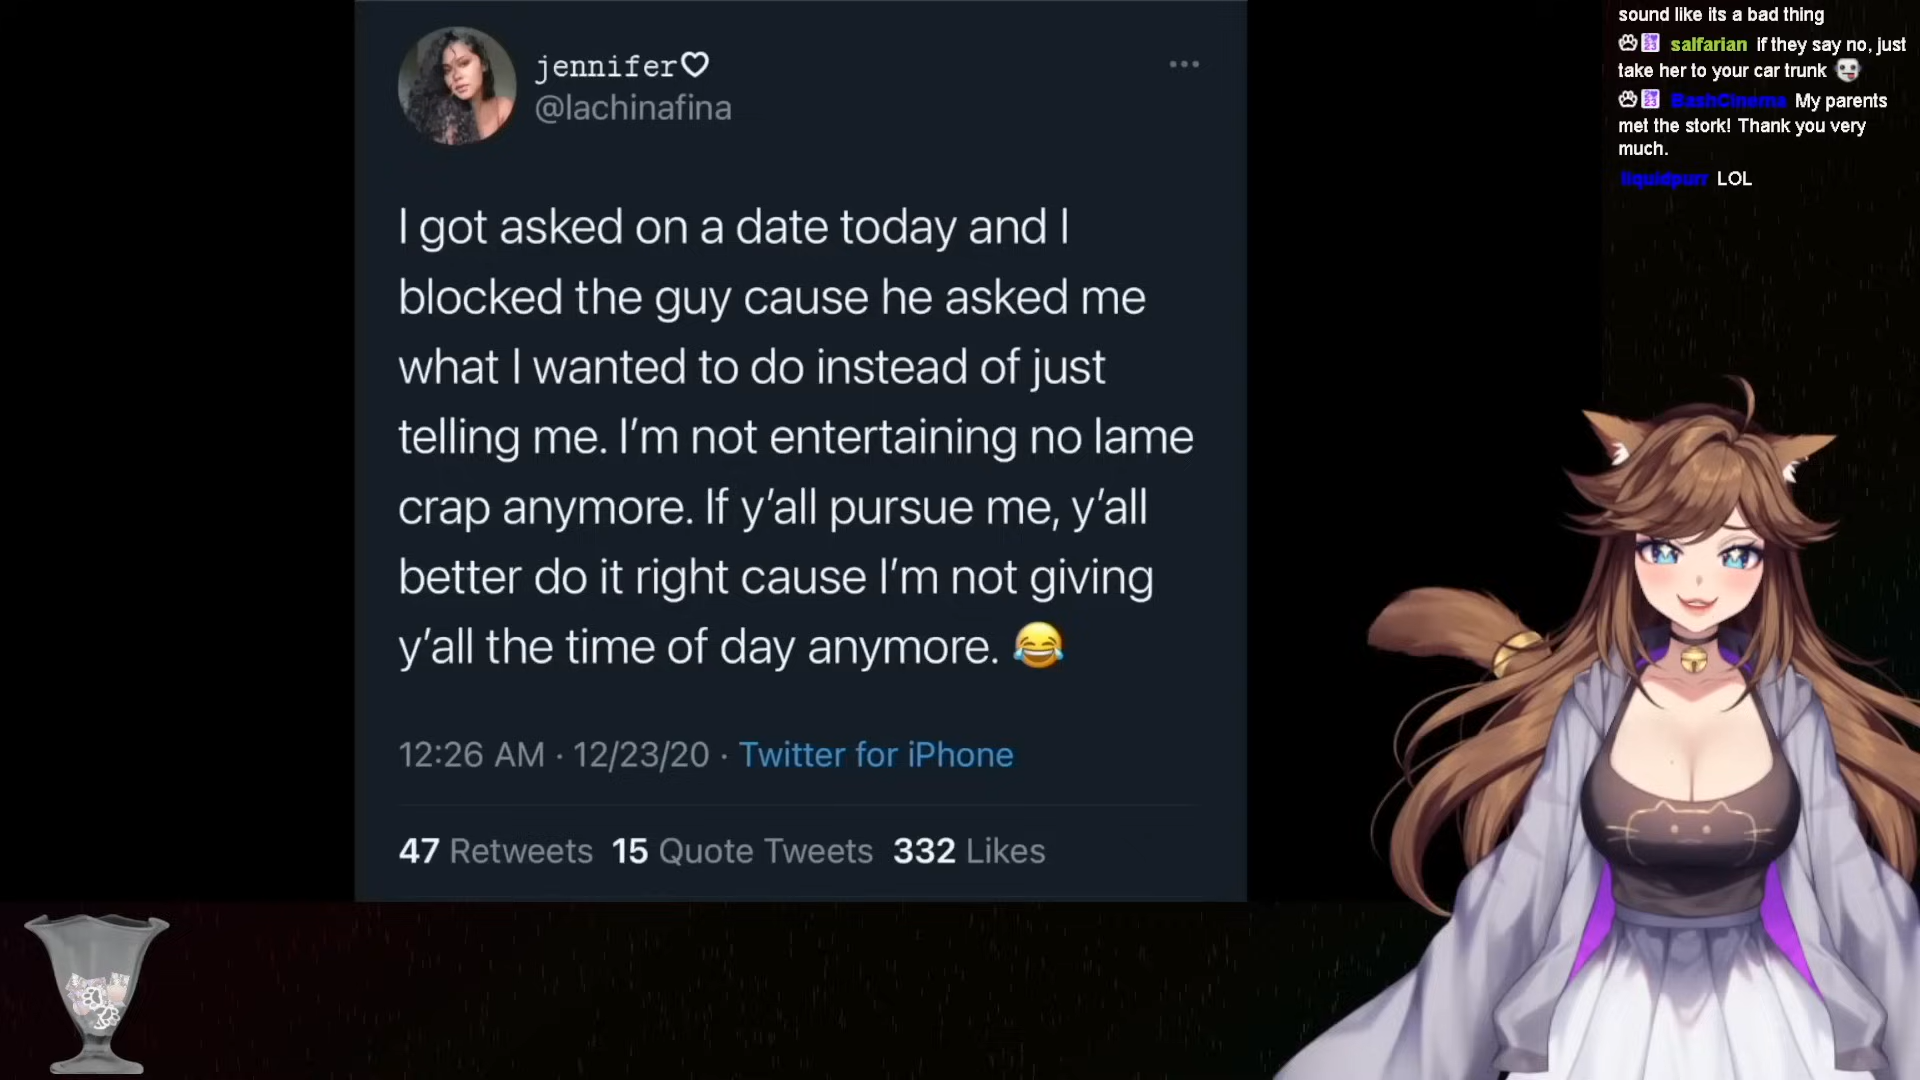 jennifer♡
@lachinafina
I got asked on a date today and I
blocked the guy cause he asked me
what I wanted to do instead of just
telling me. I'm not entertaining no lame
crap anymore. If y'all pursue me, y'all
better do it right cause I'm not giving
y'all the time of day anymore. 😂
12:26 AM · 12/23/20 · Twitter for iPhone
47 Retweets 15 Quote Tweets 332 Likes
sound like its a bad thing
salfarian if they say no, just
take her to your car trunk
BashCinema My parents
met the stork! Thank you very
much.
liquidpurr LOL